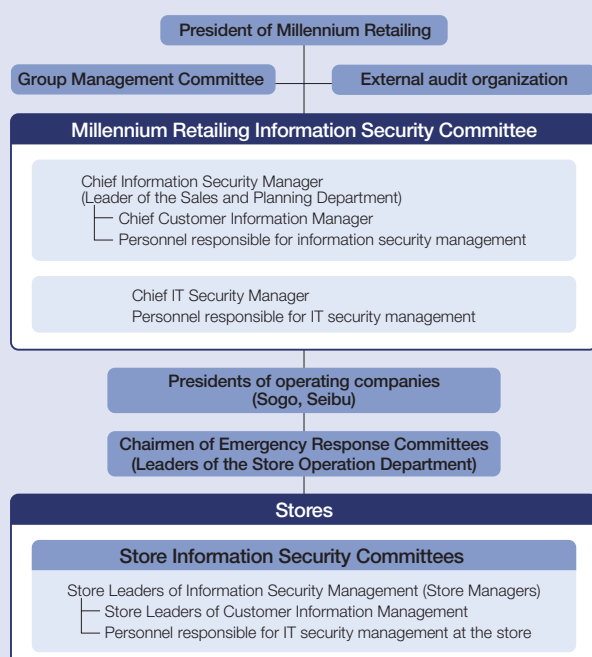 President of Millennium Retailing
Group Management Committee
External audit organization
Millennium Retailing Information Security Committee
Chief Information Security Manager
(Leader of the Sales and Planning Department)
Chief Customer Information Manager
Personnel responsible for information security management
Chief IT Security Manager
Personnel responsible for IT security management
Presidents of operating companies
(Sogo, Seibu)
Chairmen of Emergency Response Committees
(Leaders of the Store Operation Department)
Stores
Store Information Security Committees
Store Leaders of Information Security Management (Store Managers)
Store Leaders of Customer Information Management
Personnel responsible for IT security management at the store